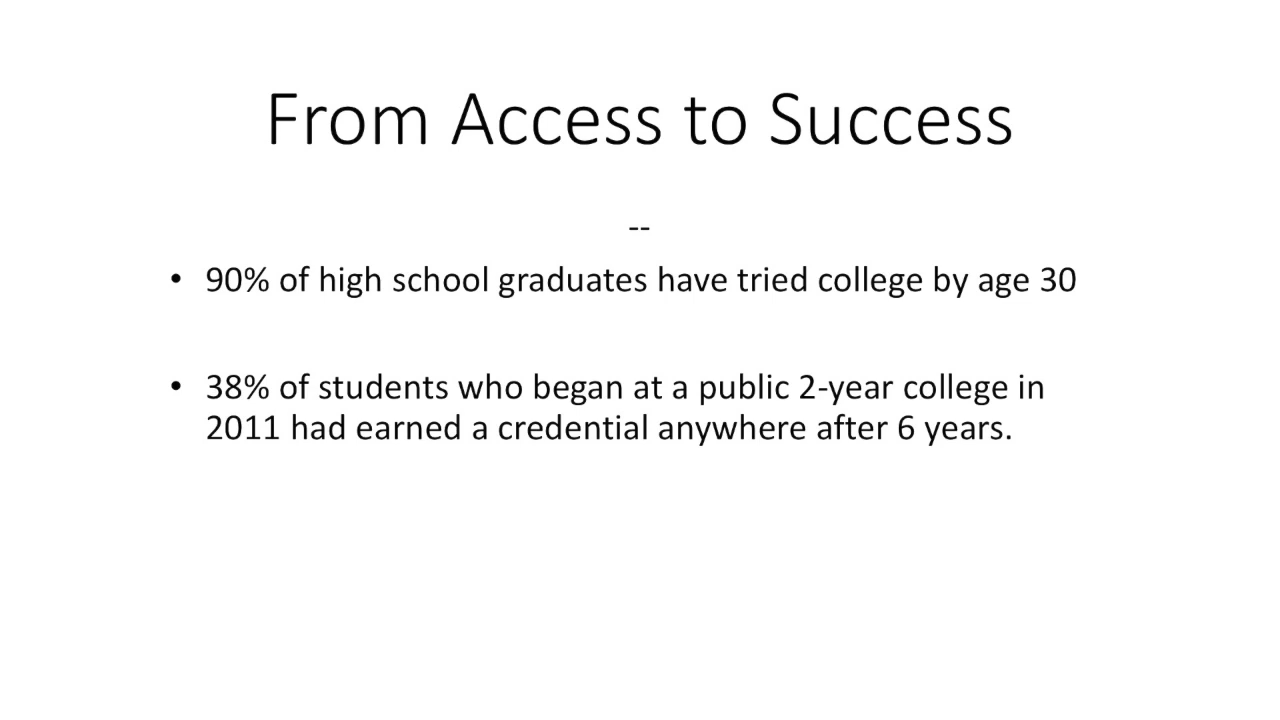 From Access to Success
--
• 90% of high school graduates have tried college by age 30
• 38% of students who began at a public 2-year college in
2011 had earned a credential anywhere after 6 years.